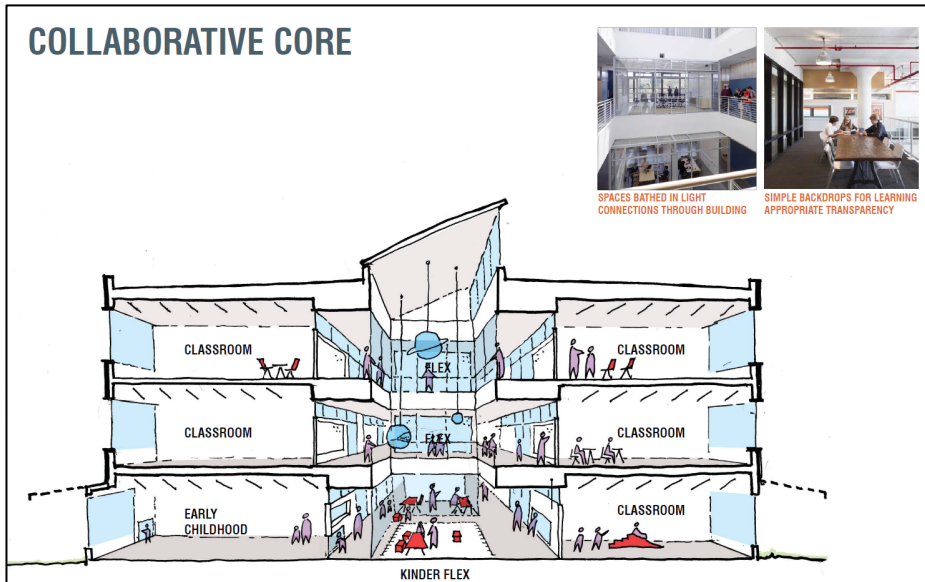 COLLABORATIVE CORE
SPACES BATHED IN LIGHT
CONNECTIONS THROUGH BUILDING
SIMPLE BACKDROPS FOR LEARNING
APPROPRIATE TRANSPARENCY
CLASSROOM
FLEX
CLASSROOM
CLASSROOM
FLEX
CLASSROOM
EARLY
CHILDHOOD
CLASSROOM
KINDER FLEX